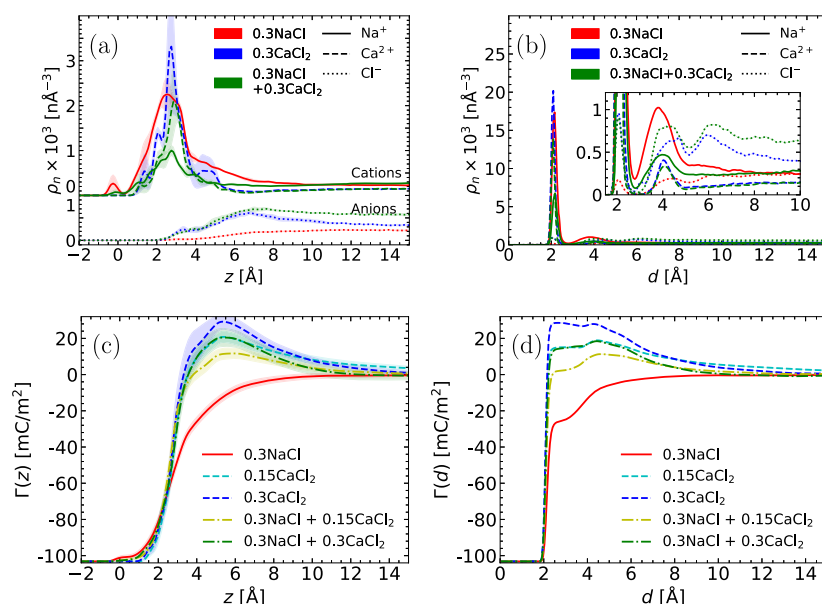 (a)
0.3NaCl
0.3CaCl₂
0.3NaCl
+0.3CaCl₂
Na⁺
Ca²⁺
Cl⁻
Cations
Anions
ρₙ × 10³ [nÅ⁻³]
3
2
1
0
1
0
−2 0 2 4 6 8 10 12 14
z [Å]
(b)
0.3NaCl
0.3CaCl₂
0.3NaCl+0.3CaCl₂
Na⁺
Ca²⁺
Cl⁻
ρₙ × 10³ [nÅ⁻³]
30
25
20
15
10
5
0
0 2 4 6 8 10 12 14
d [Å]
1.0
0.5
0.0
2 4 6 8 10
(c)
Γ(z) [mC/m²]
20
0
-20
-40
-60
-80
-100
0.3NaCl
0.15CaCl₂
0.3CaCl₂
0.3NaCl + 0.15CaCl₂
0.3NaCl + 0.3CaCl₂
−2 0 2 4 6 8 10 12 14
z [Å]
(d)
Γ(d) [mC/m²]
20
0
-20
-40
-60
-80
-100
0.3NaCl
0.15CaCl₂
0.3CaCl₂
0.3NaCl + 0.15CaCl₂
0.3NaCl + 0.3CaCl₂
0 2 4 6 8 10 12 14
d [Å]